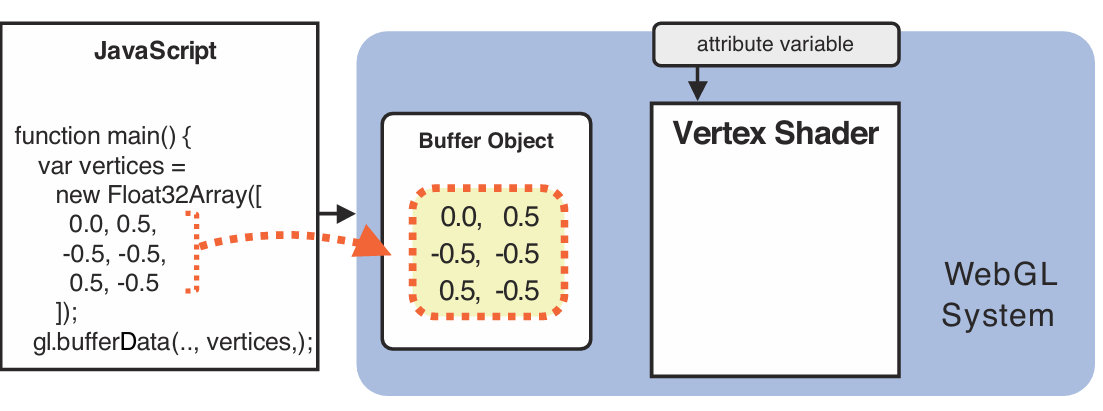 JavaScript
function main() {
var vertices =
new Float32Array([
0.0, 0.5,
-0.5, -0.5,
0.5, -0.5
]);
gl.bufferData(.., vertices,);
Buffer Object
0.0, 0.5
-0.5, -0.5
0.5, -0.5
attribute variable
Vertex Shader
WebGL
System